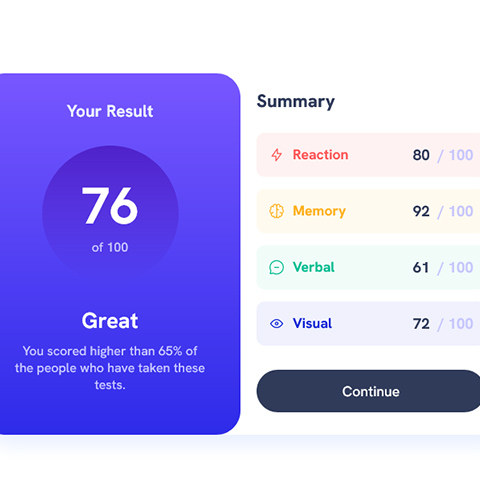 Your Result
76
of 100
Great
You scored higher than 65% of
the people who have taken these
tests.
Summary
Reaction 80 / 100
Memory 92 / 100
Verbal 61 / 100
Visual 72 / 100
Continue